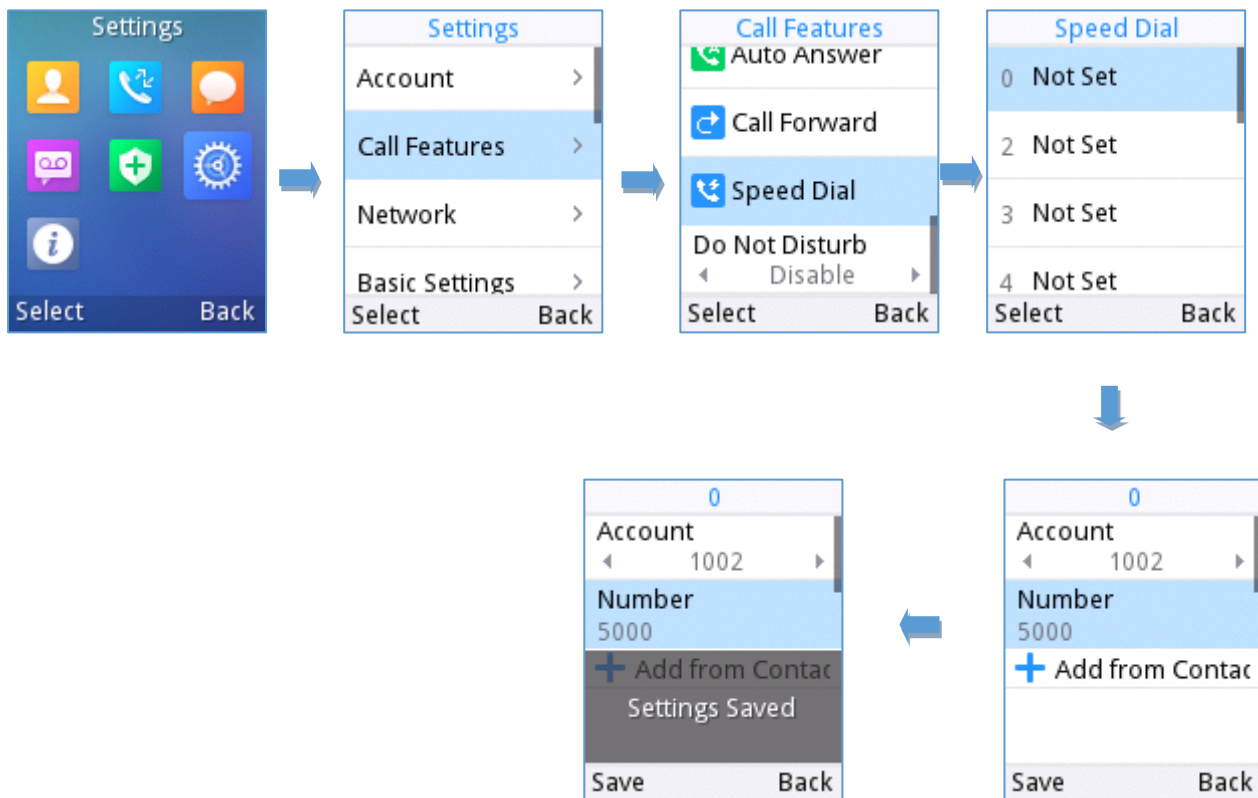 Settings
Select Back
Settings
Account
Call Features
Network
Basic Settings
Select Back
Call Features
Auto Answer
Call Forward
Speed Dial
Do Not Disturb
Disable
Select Back
Speed Dial
0 Not Set
2 Not Set
3 Not Set
4 Not Set
Select Back
0
Account
1002
Number
5000
Add from Contac
Settings Saved
Save Back
0
Account
1002
Number
5000
Add from Contac
Save Back